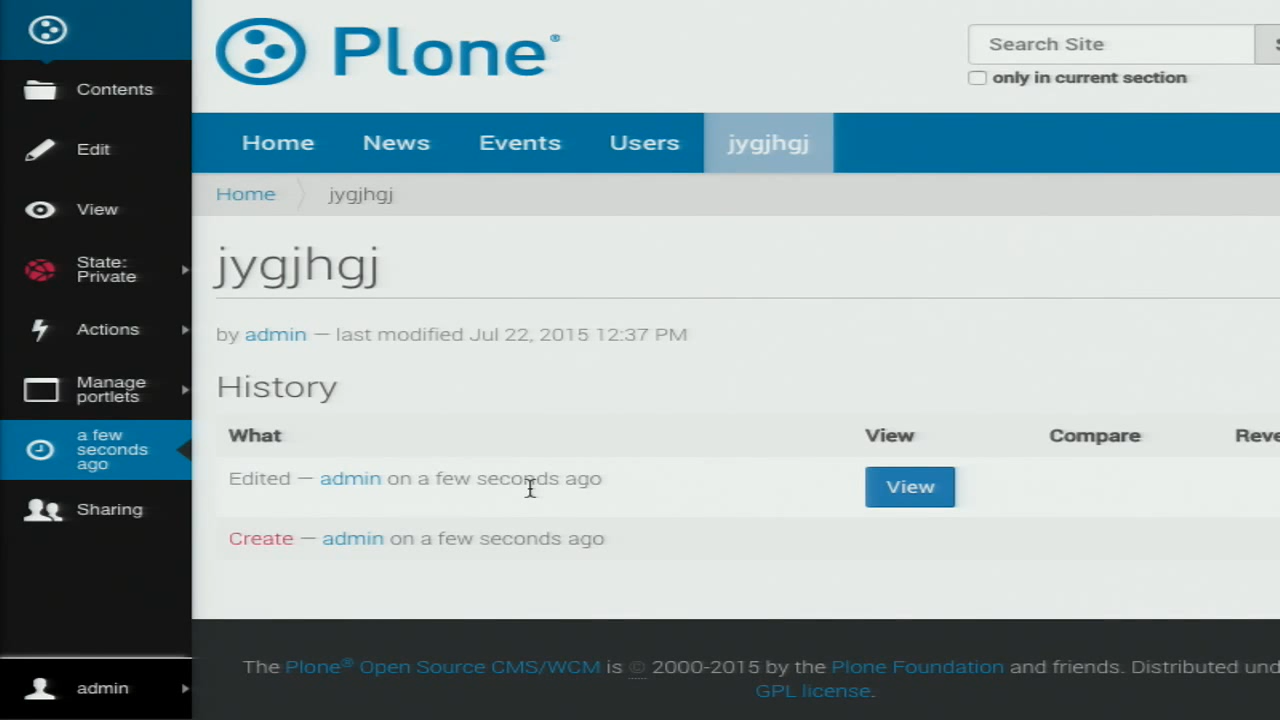 Plone®
Search Site
only in current section
Contents
Edit
View
State:
Private
Actions
Manage
portlets
a few
seconds
ago
Sharing
admin
Home
News
Events
Users
jygjhgj
Home
jygjhgj
jygjhgj
by admin — last modified Jul 22, 2015 12:37 PM
History
What
View
Compare
Reve
Edited — admin on a few seconds ago
View
Create — admin on a few seconds ago
The Plone® Open Source CMS/WCM is © 2000-2015 by the Plone Foundation and friends. Distributed und
GPL license.